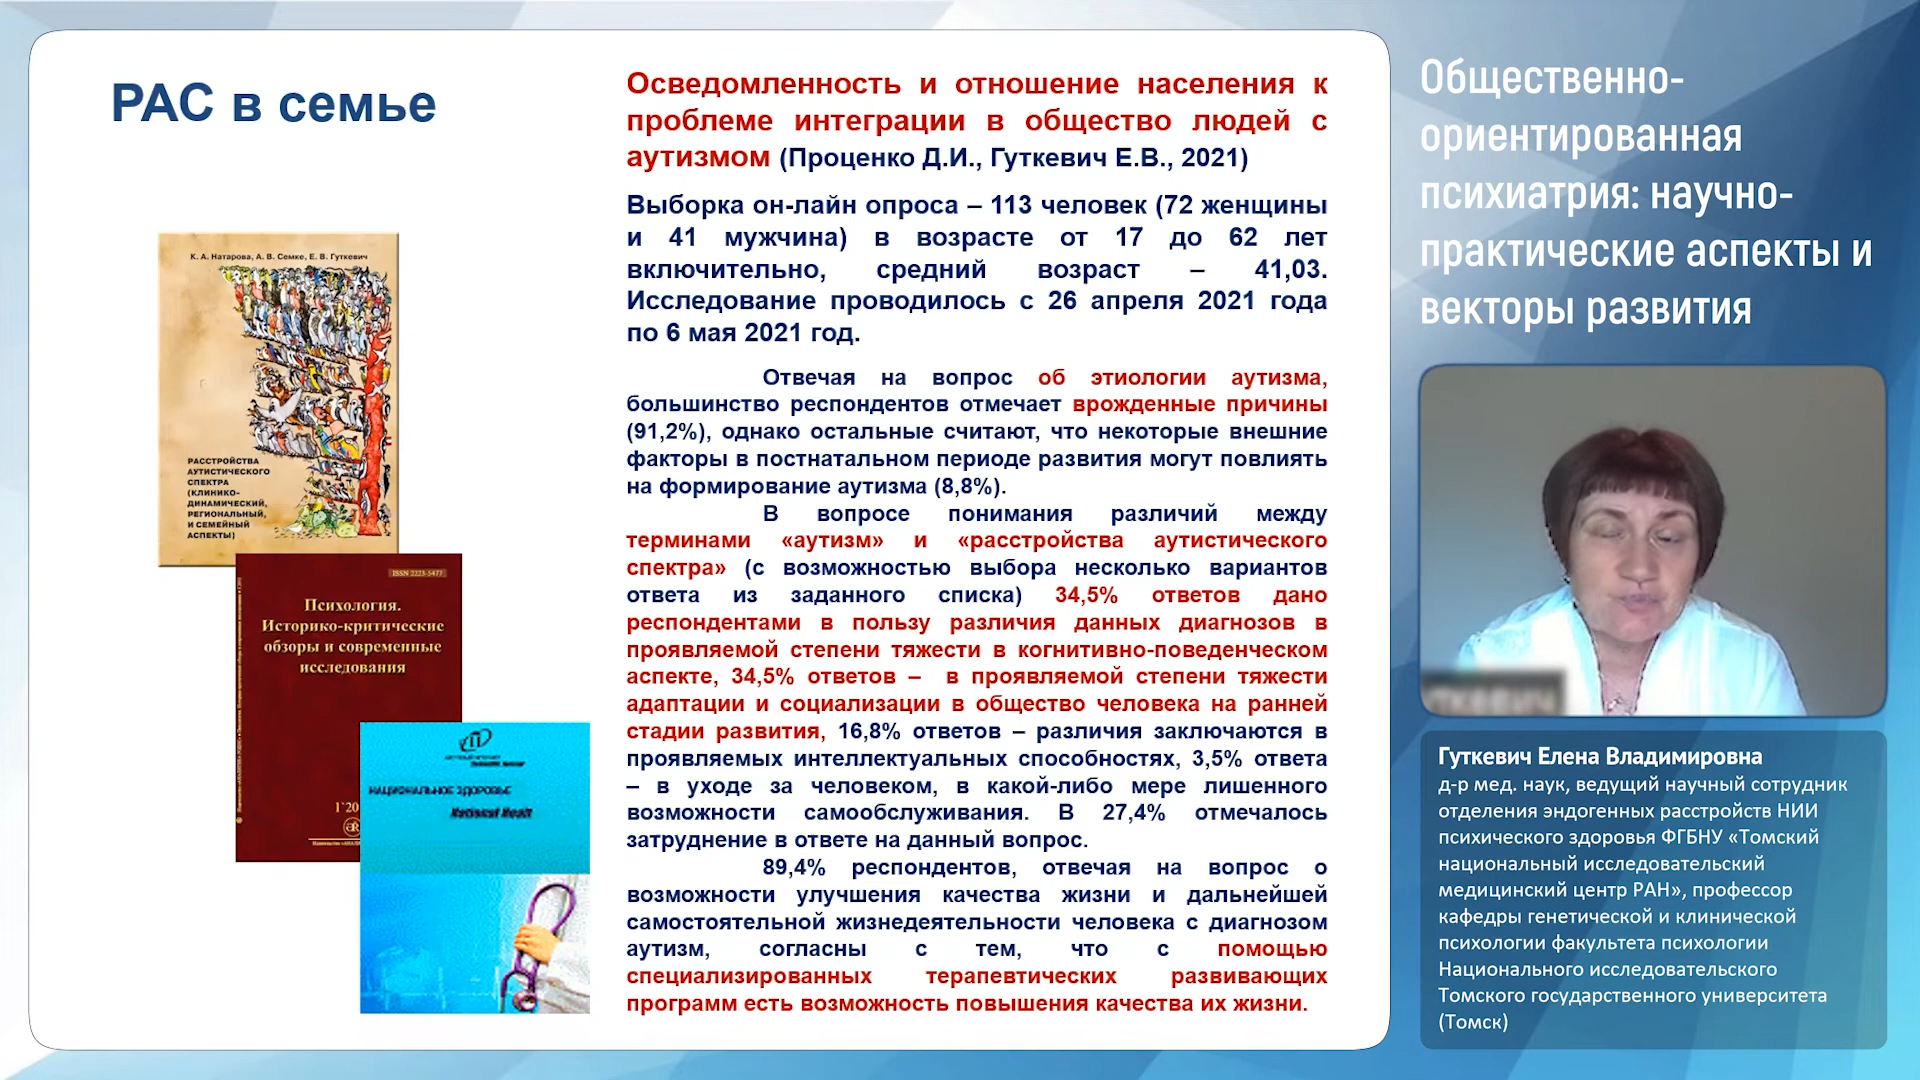 РАС в семье
К. А. Натарова, А. В. Семке, Е. В. Гуткевич
РАССТРОЙСТВА
АУТИСТИЧЕСКОГО
СПЕКТРА
(КЛИНИКО-
ДИНАМИЧЕСКИЙ,
РЕГИОНАЛЬНЫЙ,
И СЕМЕЙНЫЙ
АСПЕКТЫ)
ISSN 2223-5477
Психология.
Историко-критические
обзоры и современные
исследования
НАЦИОНАЛЬНОЕ ЗДОРОВЬЕ
National Healt
Осведомленность и отношение населения к
проблеме интеграции в общество людей с
аутизмом (Проценко Д.И., Гуткевич Е.В., 2021)
Выборка он-лайн опроса – 113 человек (72 женщины
и 41 мужчина) в возрасте от 17 до 62 лет
включительно, средний возраст – 41,03.
Исследование проводилось с 26 апреля 2021 года
по 6 мая 2021 год.
Отвечая на вопрос об этиологии аутизма,
большинство респондентов отмечает врожденные причины
(91,2%), однако остальные считают, что некоторые внешние
факторы в постнатальном периоде развития могут повлиять
на формирование аутизма (8,8%).
В вопросе понимания различий между
терминами «аутизм» и «расстройства аутистического
спектра» (с возможностью выбора несколько вариантов
ответа из заданного списка) 34,5% ответов дано
респондентами в пользу различия данных диагнозов в
проявляемой степени тяжести в когнитивно-поведенческом
аспекте, 34,5% ответов – в проявляемой степени тяжести
адаптации и социализации в общество человека на ранней
стадии развития, 16,8% ответов – различия заключаются в
проявляемых интеллектуальных способностях, 3,5% ответа
– в уходе за человеком, в какой-либо мере лишенного
возможности самообслуживания. В 27,4% отмечалось
затруднение в ответе на данный вопрос.
89,4% респондентов, отвечая на вопрос о
возможности улучшения качества жизни и дальнейшей
самостоятельной жизнедеятельности человека с диагнозом
аутизм, согласны с тем, что с помощью
специализированных терапевтических развивающих
программ есть возможность повышения качества их жизни.
Общественно-
ориентированная
психиатрия: научно-
практические аспекты и
векторы развития
Гуткевич Елена Владимировна
д-р мед. наук, ведущий научный сотрудник
отделения эндогенных расстройств НИИ
психического здоровья ФГБНУ «Томский
национальный исследовательский
медицинский центр РАН», профессор
кафедры генетической и клинической
психологии факультета психологии
Национального исследовательского
Томского государственного университета
(Томск)